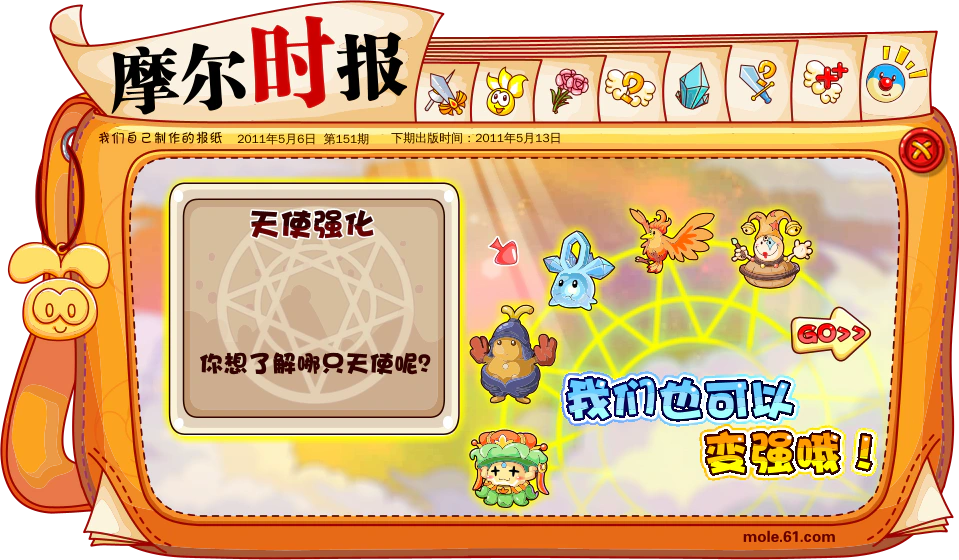 摩尔时报
我们自己制作的报纸 2011年5月6日 第151期 下期出版时间：2011年5月13日
天使强化
你想了解哪只天使呢？
GO>>
我们也可以
变强哦！
mole.61.com